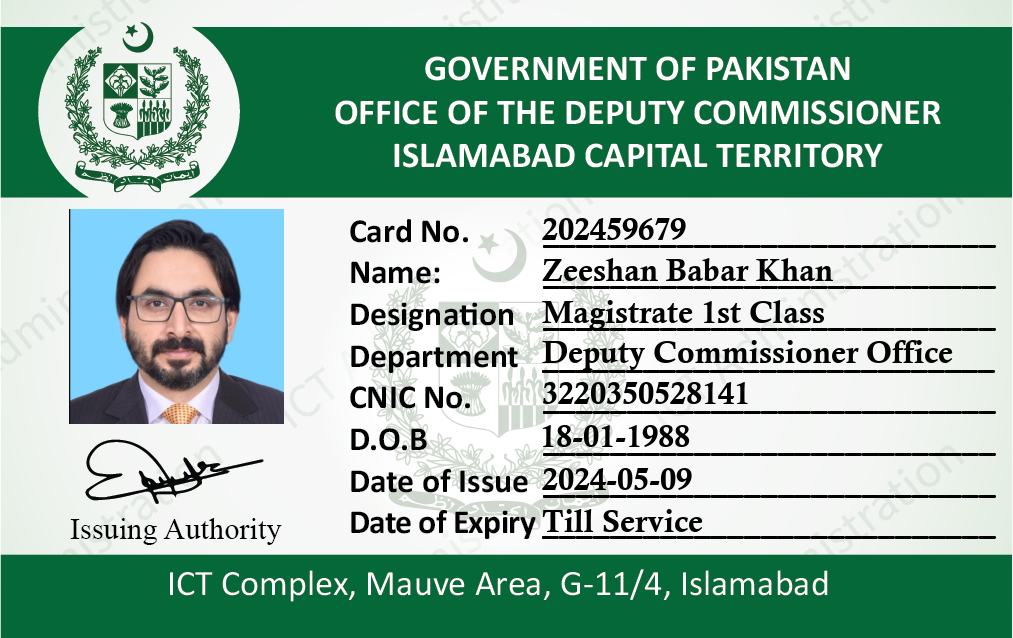 GOVERNMENT OF PAKISTAN
OFFICE OF THE DEPUTY COMMISSIONER
ISLAMABAD CAPITAL TERRITORY
Card No. 202459679
Name: Zeeshan Babar Khan
Designation Magistrate 1st Class
Department Deputy Commissioner Office
CNIC No. 3220350528141
D.O.B 18-01-1988
Date of Issue 2024-05-09
Date of Expiry Till Service
Issuing Authority
ICT Complex, Mauve Area, G-11/4, Islamabad